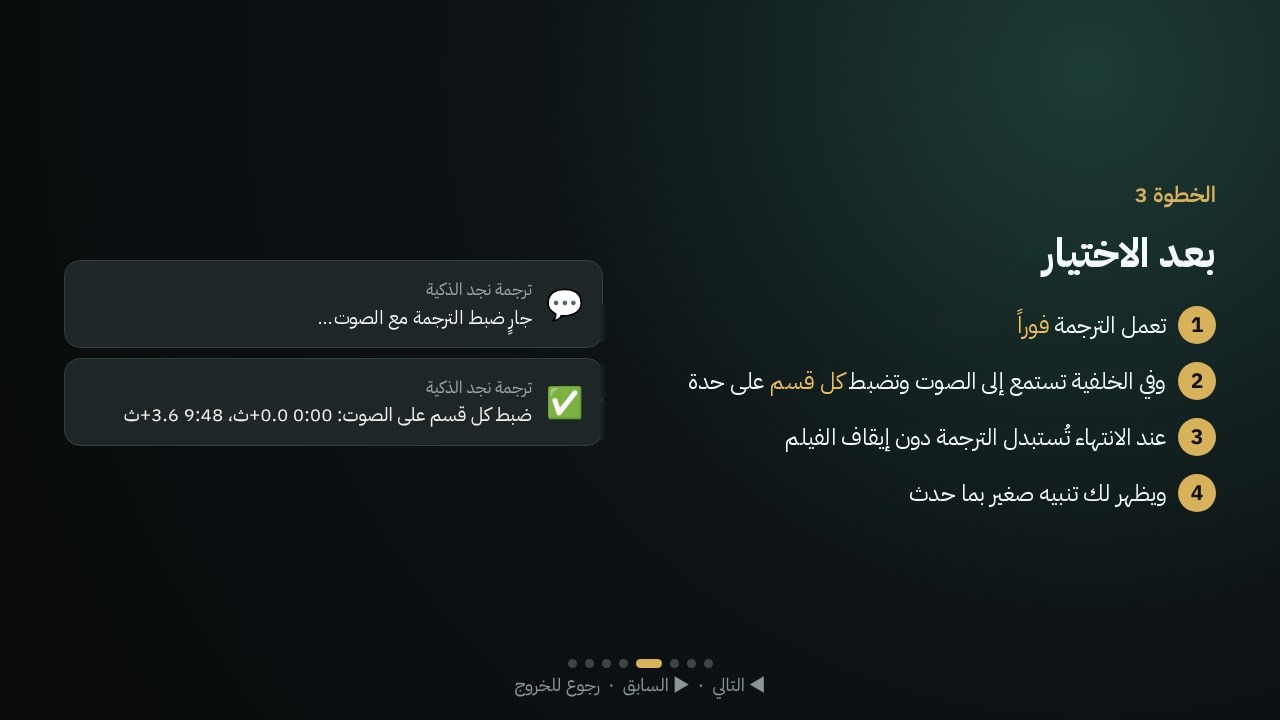 الخطوة 3
بعد الاختيار
1 تعمل الترجمة فوراً
2 وفي الخلفية تستمع إلى الصوت وتضبط كل قسم على حدة
3 عند الانتهاء تُستبدل الترجمة دون إيقاف الفيلم
4 ويظهر لك تنبيه صغير بما حدث
ترجمة نجد الذكية
جارٍ ضبط الترجمة مع الصوت...
ترجمة نجد الذكية
ضبط كل قسم على الصوت: 0:00 +0.0ث، 9:48 +3.6ث
◀ التالي · ▶ السابق · رجوع للخروج